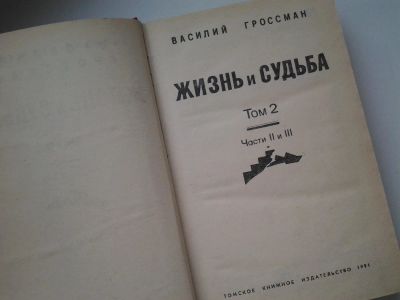 ВАСИЛИЙ ГРОССМАН
ЖИЗНЬ И СУДЬБА
Том 2
Части II и III
ТОМСКОЕ КНИЖНОЕ ИЗДАТЕЛЬСТВО